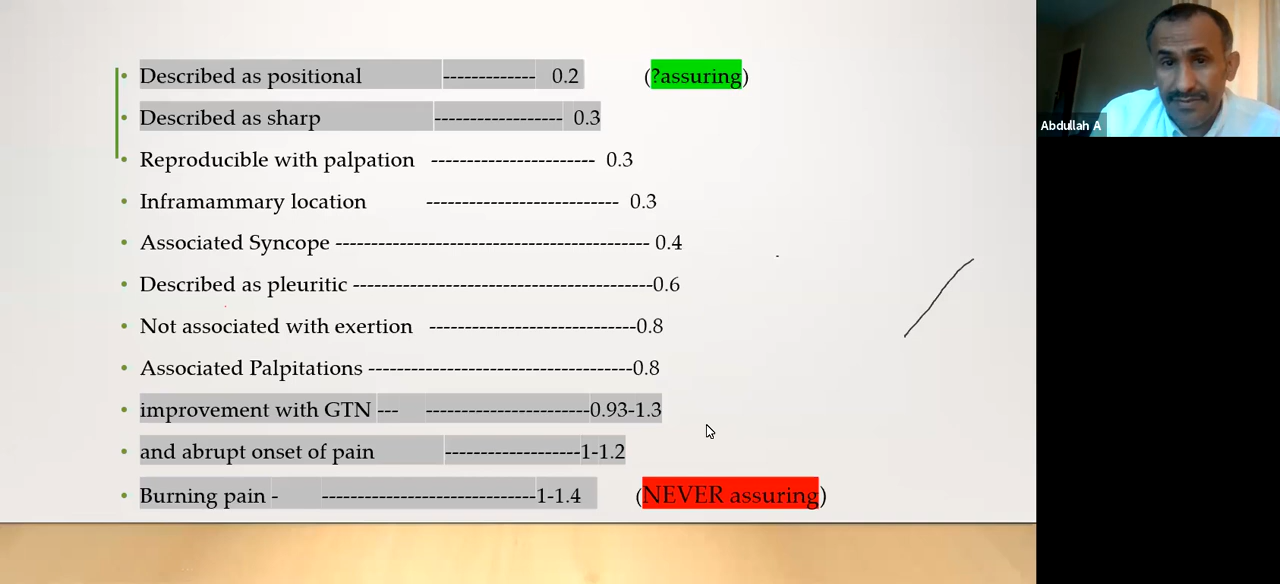 • Described as positional ------------- 0.2 (?assuring)
• Described as sharp ------------------ 0.3
• Reproducible with palpation ----------------------- 0.3
• Inframammary location --------------------------- 0.3
• Associated Syncope -------------------------------------------- 0.4
• Described as pleuritic ------------------------------------------0.6
• Not associated with exertion -----------------------------0.8
• Associated Palpitations -------------------------------------0.8
• improvement with GTN --- -----------------------0.93-1.3
• and abrupt onset of pain -------------------1-1.2
• Burning pain - ------------------------------1-1.4 (NEVER assuring)
Abdullah A